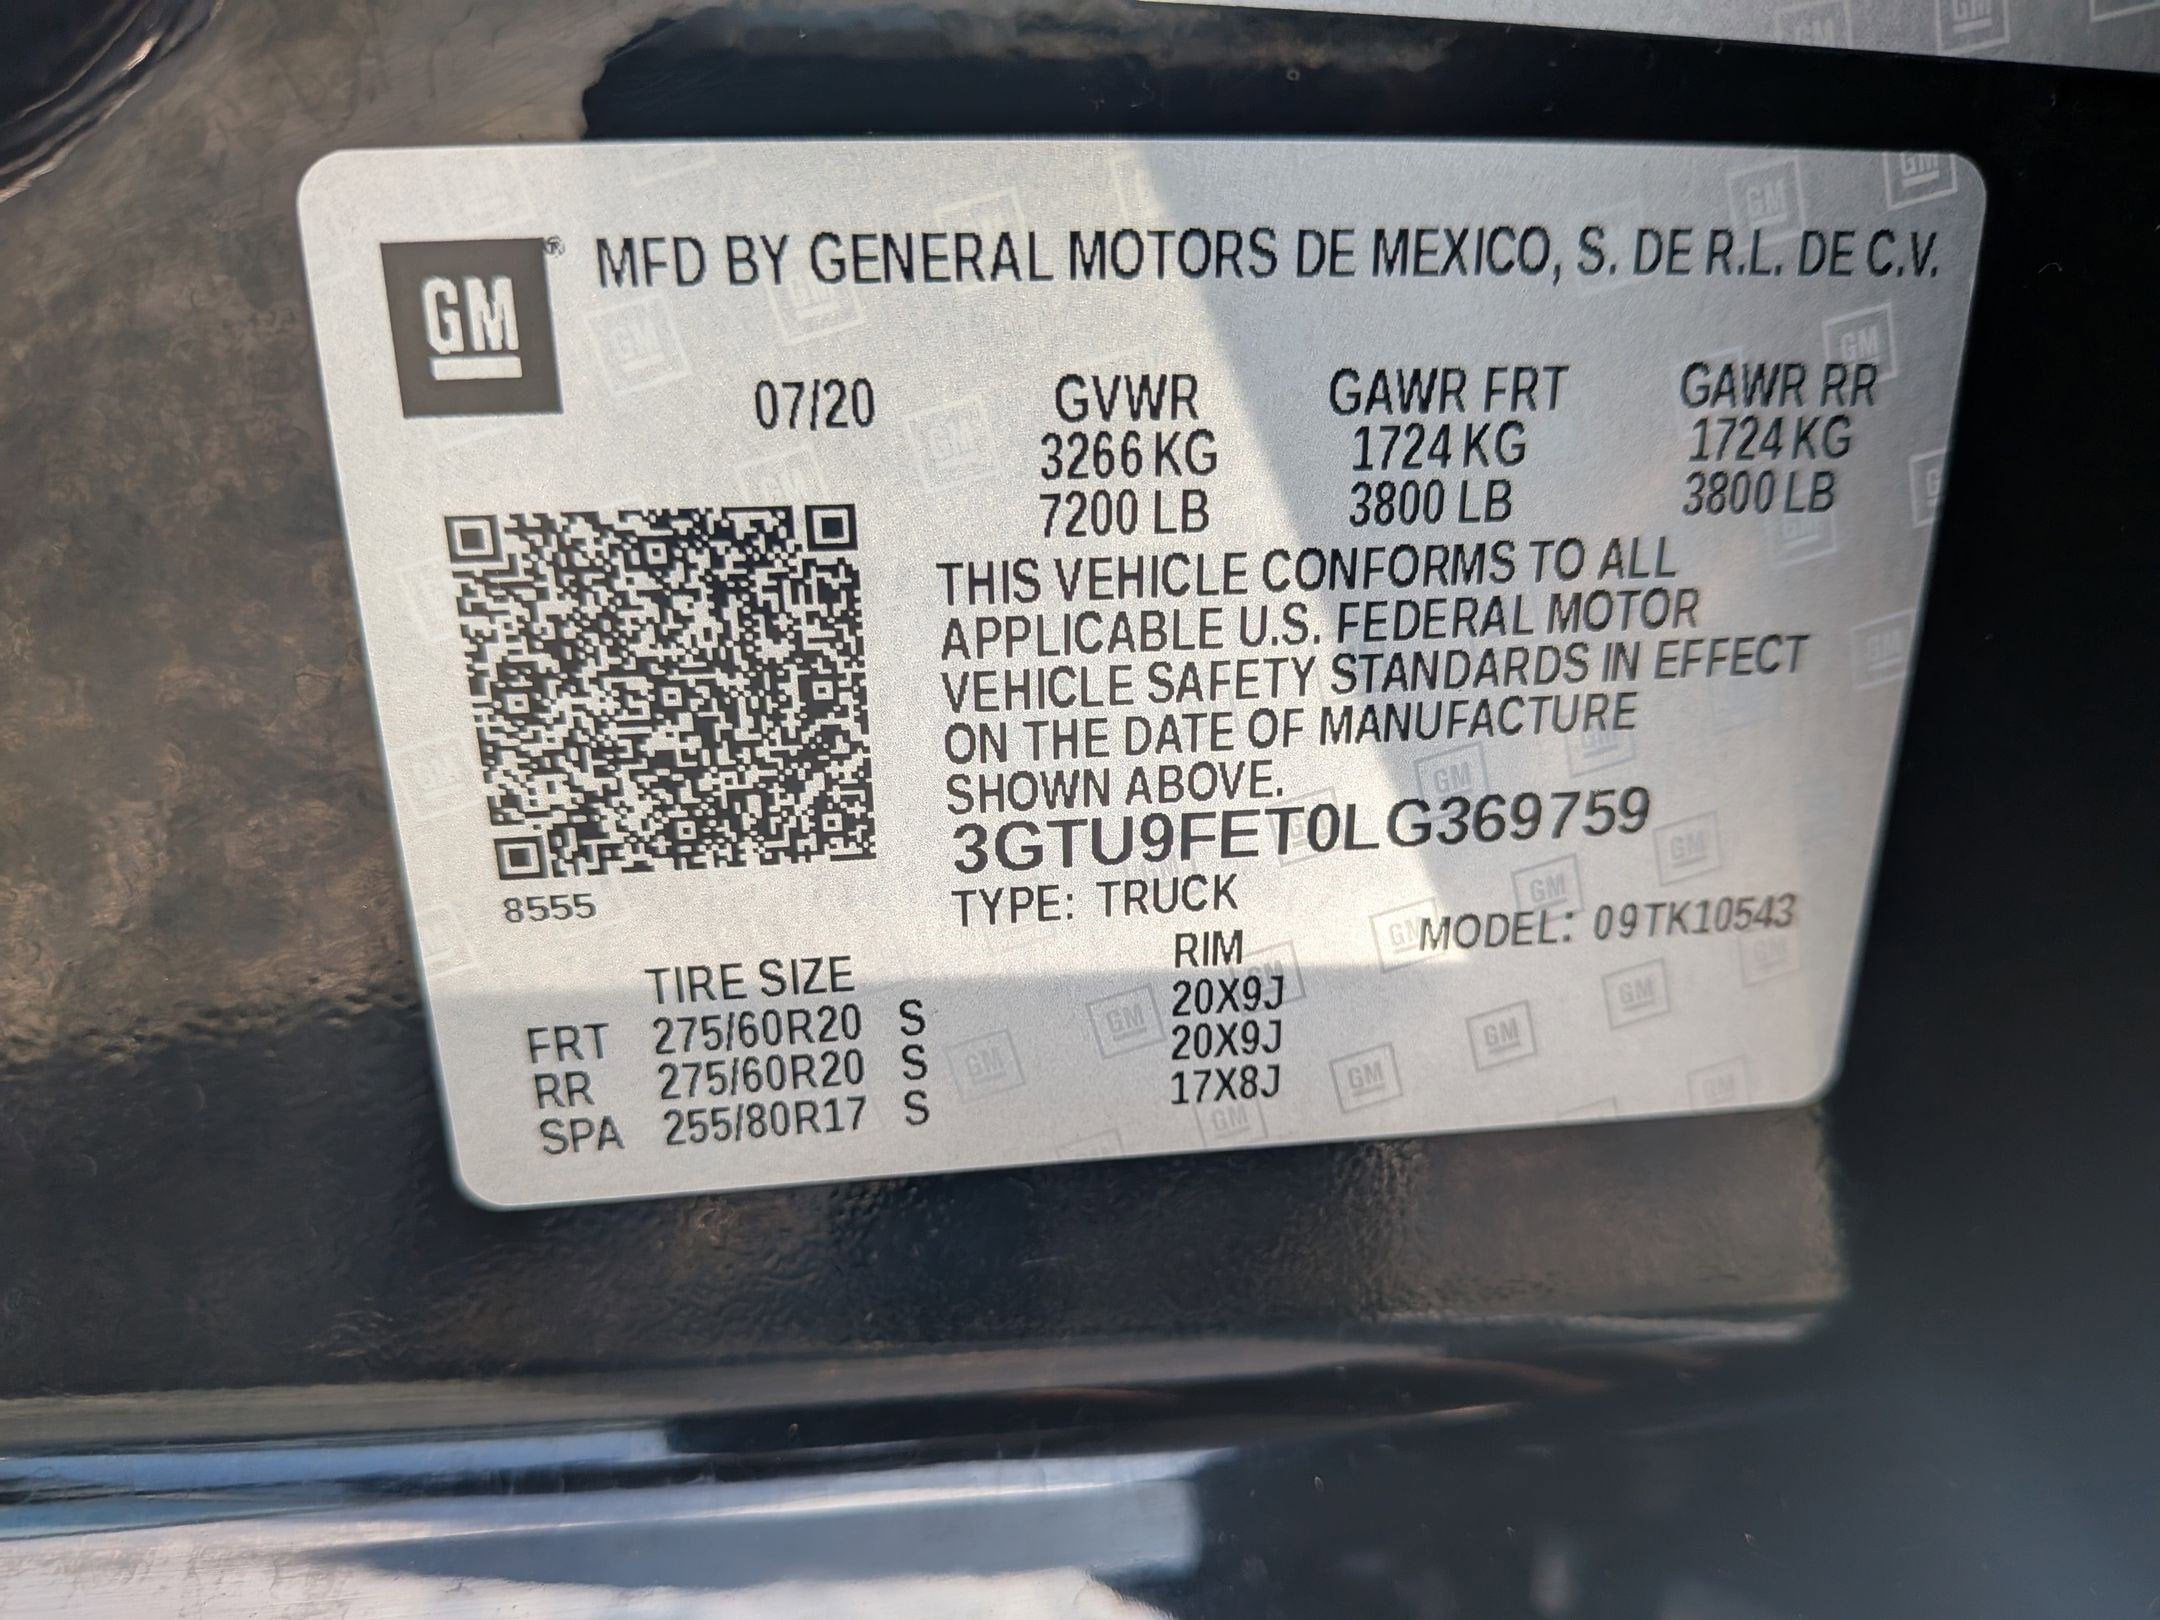 GM® MFD BY GENERAL MOTORS DE MEXICO, S. DE R.L. DE C.V.
07/20 GVWR GAWR FRT GAWR RR
3266 KG 1724 KG 1724 KG
7200 LB 3800 LB 3800 LB
THIS VEHICLE CONFORMS TO ALL
APPLICABLE U.S. FEDERAL MOTOR
VEHICLE SAFETY STANDARDS IN EFFECT
ON THE DATE OF MANUFACTURE
SHOWN ABOVE.
3GTU9FET0LG369759
8555
TYPE: TRUCK MODEL: 09TK10543
TIRE SIZE RIM
FRT 275/60R20 S 20X9J
RR 275/60R20 S 20X9J
SPA 255/80R17 S 17X8J